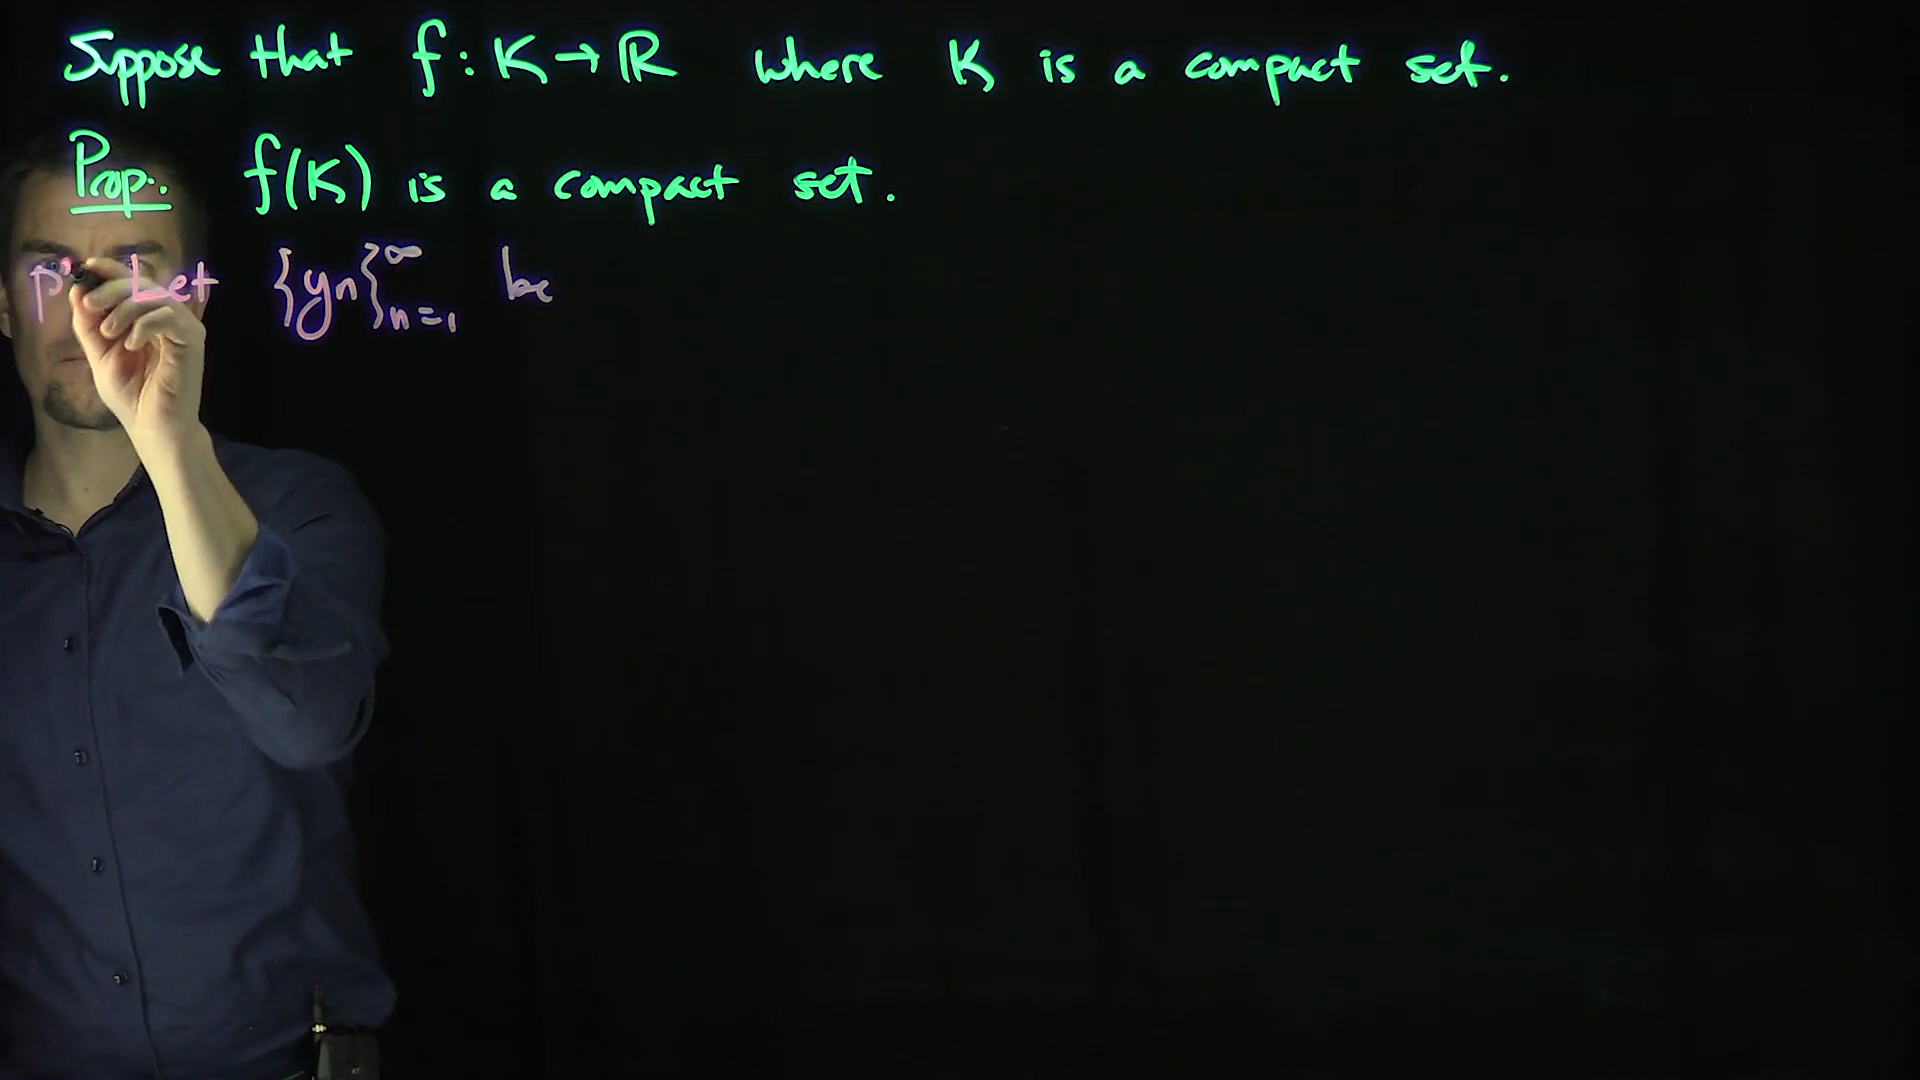 Suppose that f: K → ℝ where K is a compact set.
Prop.: f(K) is a compact set.
Let {yn}_{n=1}^∞ be